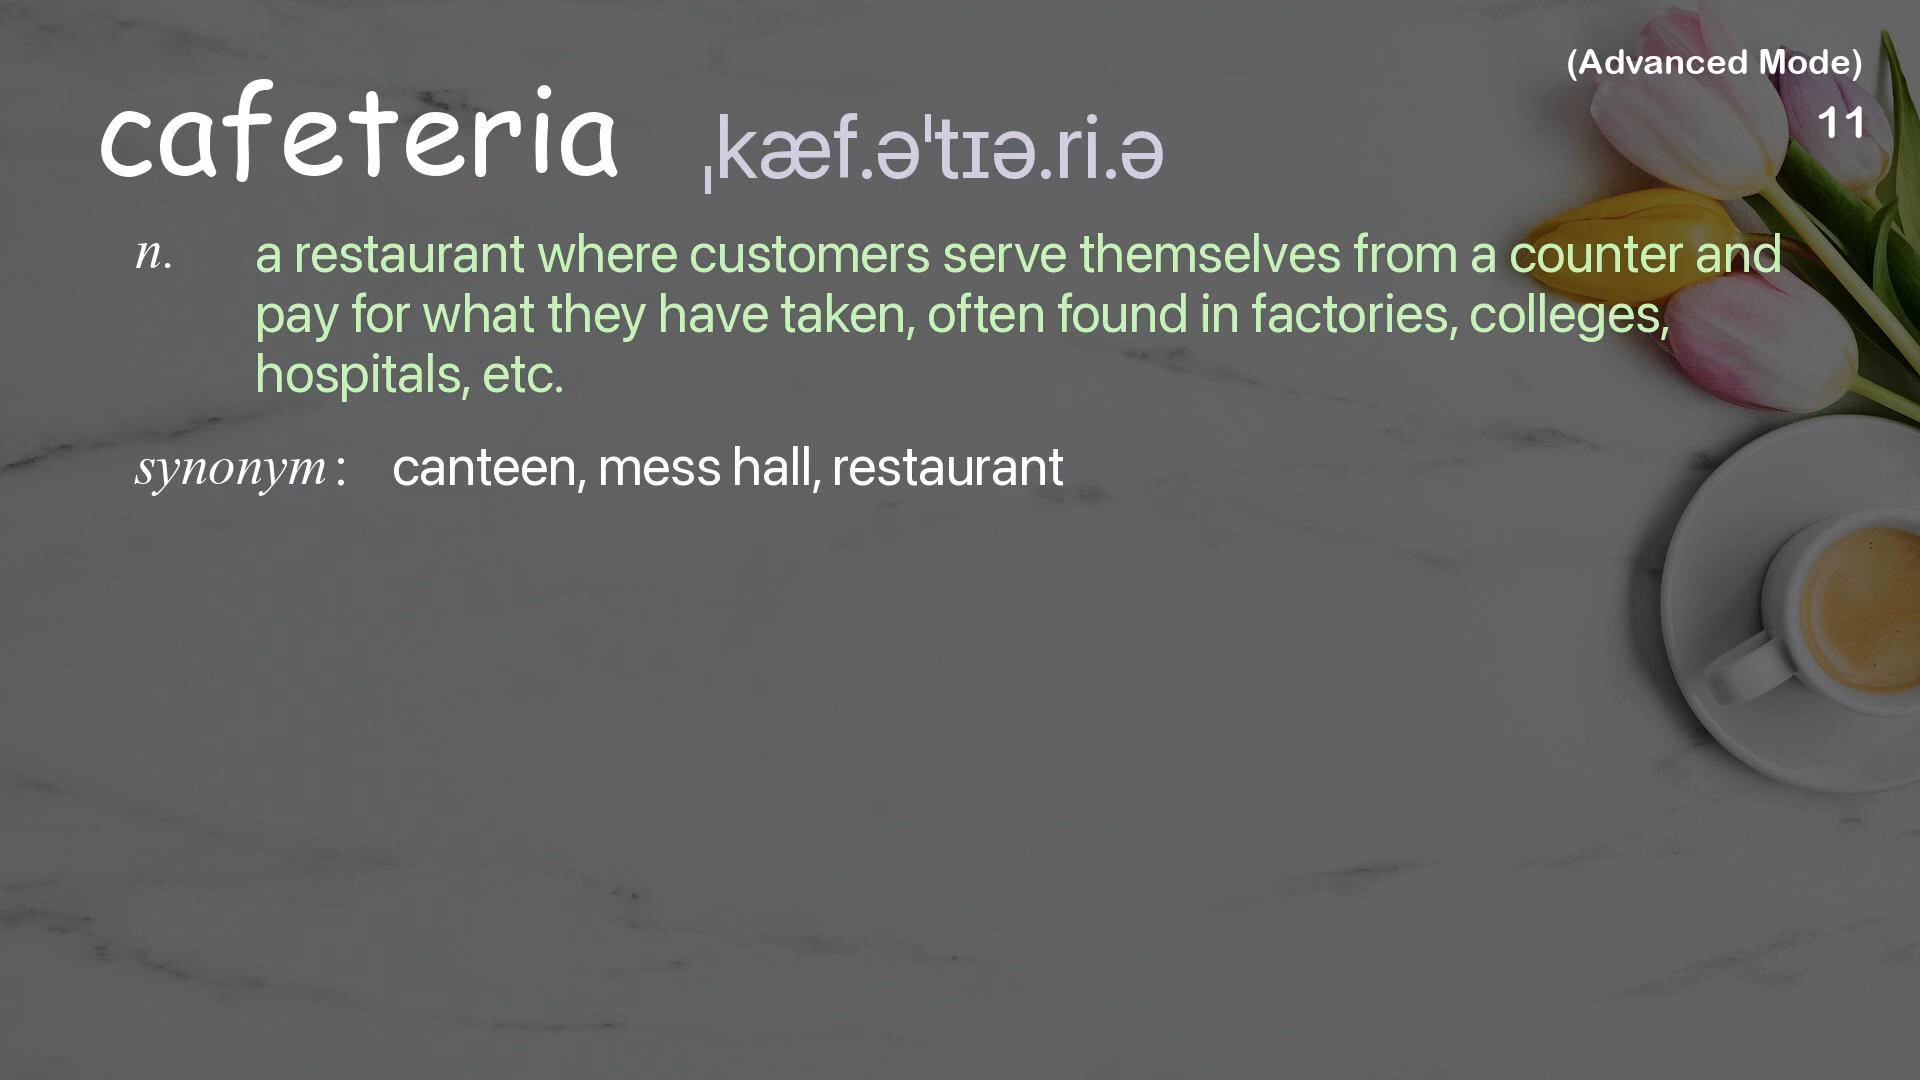 (Advanced Mode)
cafeteria ˌkæf.əˈtɪə.ri.ə
11
n. a restaurant where customers serve themselves from a counter and
pay for what they have taken, often found in factories, colleges,
hospitals, etc.
synonym: canteen, mess hall, restaurant